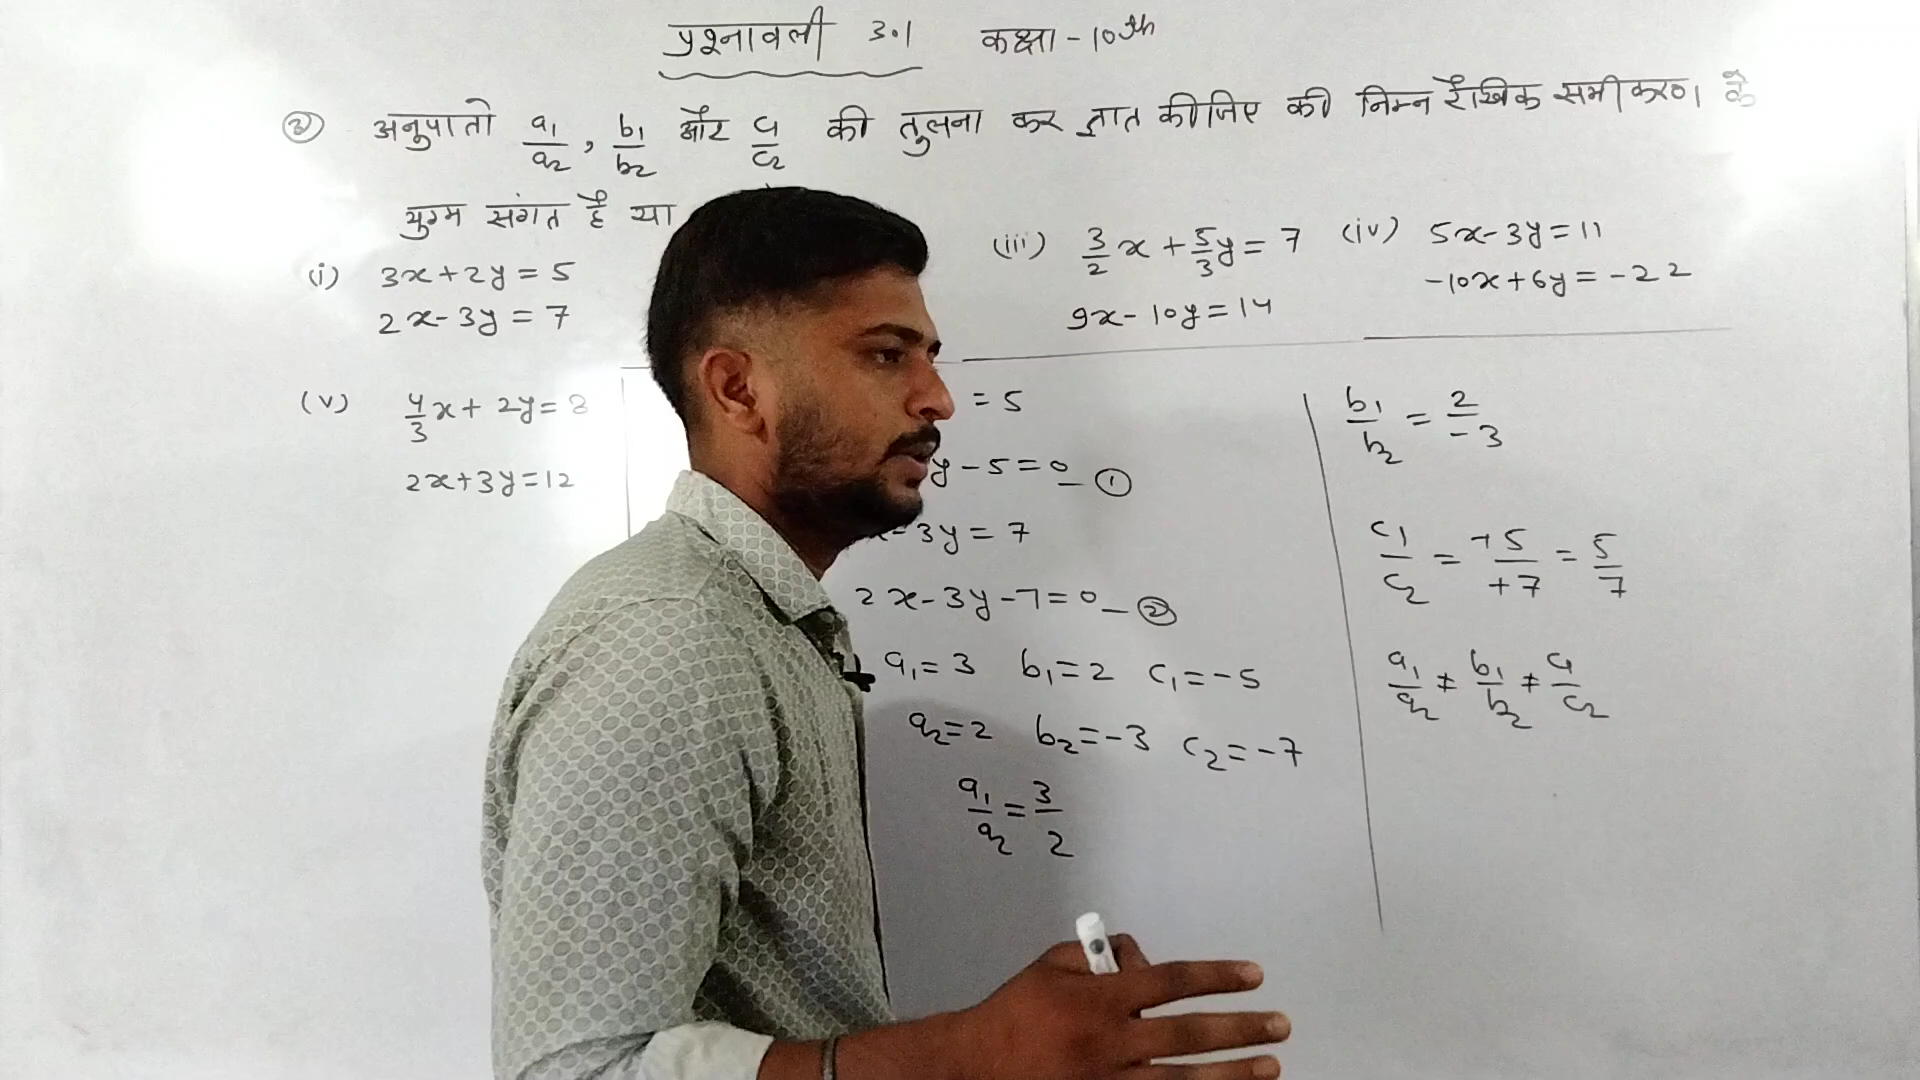 प्रश्नावली 3.1 कक्षा - 10th
③ अनुपातो a₁/a₂, b₁/b₂ और c₁/c₂ की तुलना कर ज्ञात कीजिए की निम्न रैखिक समीकरण के
युग्म संगत है या
(i) 3x+2y=5
2x-3y=7
(iii) 3/2x + 5/3y = 7
9x-10y=14
(iv) 5x-3y=11
-10x+6y=-22
(v) 4/3x + 2y = 8
2x+3y=12
= 5
y-5=0 - ①
-3y = 7
2x-3y-7=0 - ②
a₁=3 b₁=2 c₁=-5
a₂=2 b₂=-3 c₂=-7
a₁/a₂ = 3/2
b₁/b₂ = 2/-3
c₁/c₂ = +5/+7 = 5/7
a₁/a₂ ≠ b₁/b₂ ≠ c₁/c₂